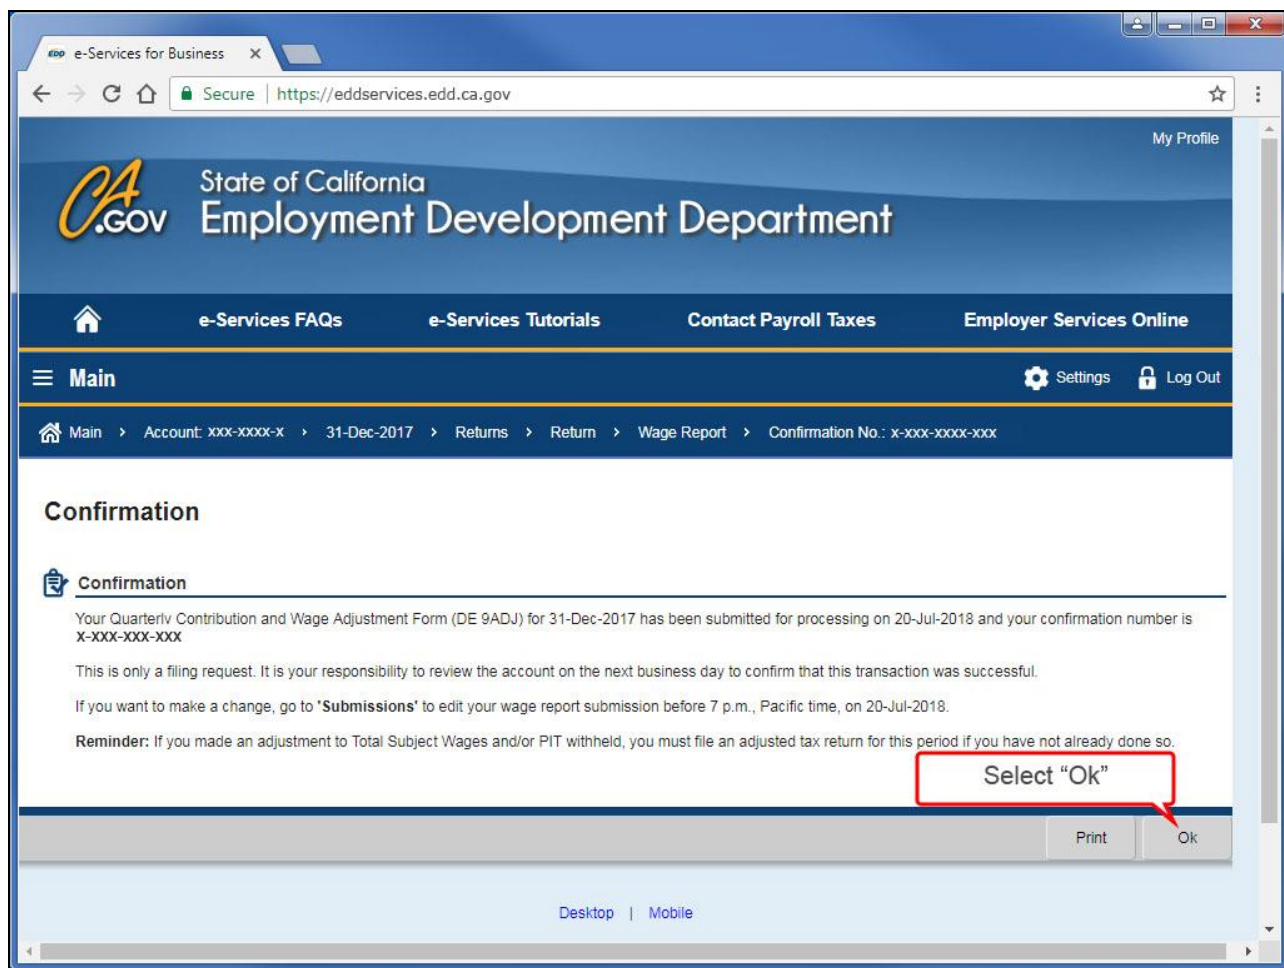 EDD e-Services for Business
Secure | https://eddservices.edd.ca.gov
My Profile
CA.GOV
State of California
Employment Development Department
e-Services FAQs e-Services Tutorials Contact Payroll Taxes Employer Services Online
Main Settings Log Out
Main > Account: xxx-xxxx-x > 31-Dec-2017 > Returns > Return > Wage Report > Confirmation No.: x-xxx-xxxx-xxx
Confirmation
Confirmation
Your Quarterly Contribution and Wage Adjustment Form (DE 9ADJ) for 31-Dec-2017 has been submitted for processing on 20-Jul-2018 and your confirmation number is
X-XXX-XXX-XXX
This is only a filing request. It is your responsibility to review the account on the next business day to confirm that this transaction was successful.
If you want to make a change, go to 'Submissions' to edit your wage report submission before 7 p.m., Pacific time, on 20-Jul-2018.
Reminder: If you made an adjustment to Total Subject Wages and/or PIT withheld, you must file an adjusted tax return for this period if you have not already done so.
Select “Ok”
Print Ok
Desktop | Mobile